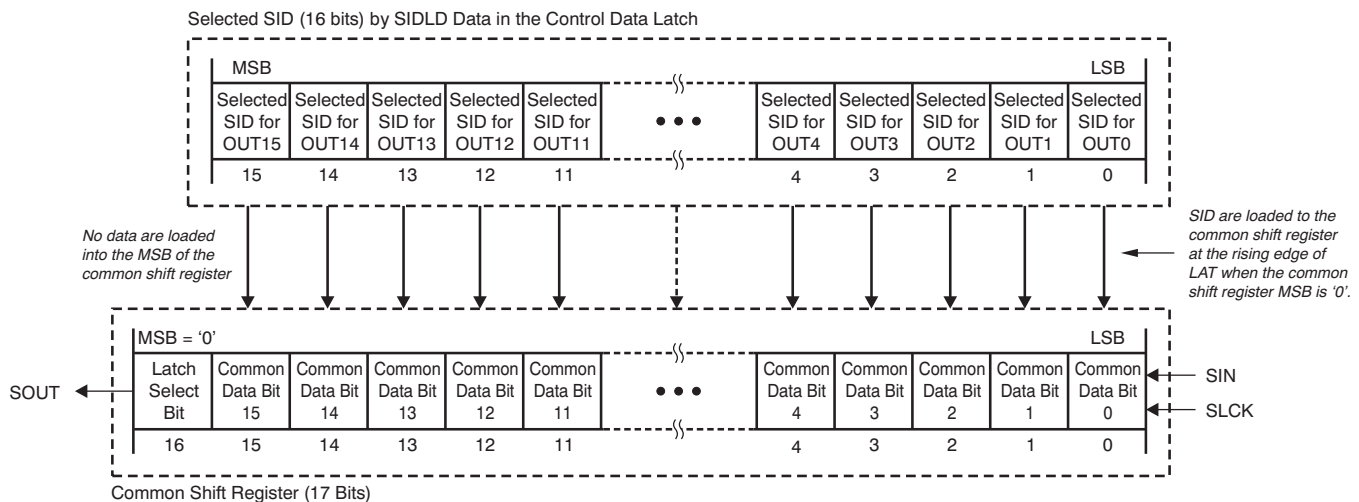 Selected SID (16 bits) by SIDLD Data in the Control Data Latch
MSB LSB
Selected Selected Selected Selected Selected Selected Selected Selected Selected Selected
SID for SID for SID for SID for SID for ••• SID for SID for SID for SID for SID for
OUT15 OUT14 OUT13 OUT12 OUT11 OUT4 OUT3 OUT2 OUT1 OUT0
15 14 13 12 11 4 3 2 1 0
No data are loaded
into the MSB of the
common shift register
SID are loaded to the
common shift register
at the rising edge of
LAT when the common
shift register MSB is ‘0’.
MSB = ‘0’ LSB
Latch Common Common Common Common Common Common Common Common Common Common
Select Data Bit Data Bit Data Bit Data Bit Data Bit ••• Data Bit Data Bit Data Bit Data Bit Data Bit
Bit 15 14 13 12 11 4 3 2 1 0
SOUT
SIN
SLCK
16 15 14 13 12 11 4 3 2 1 0
Common Shift Register (17 Bits)